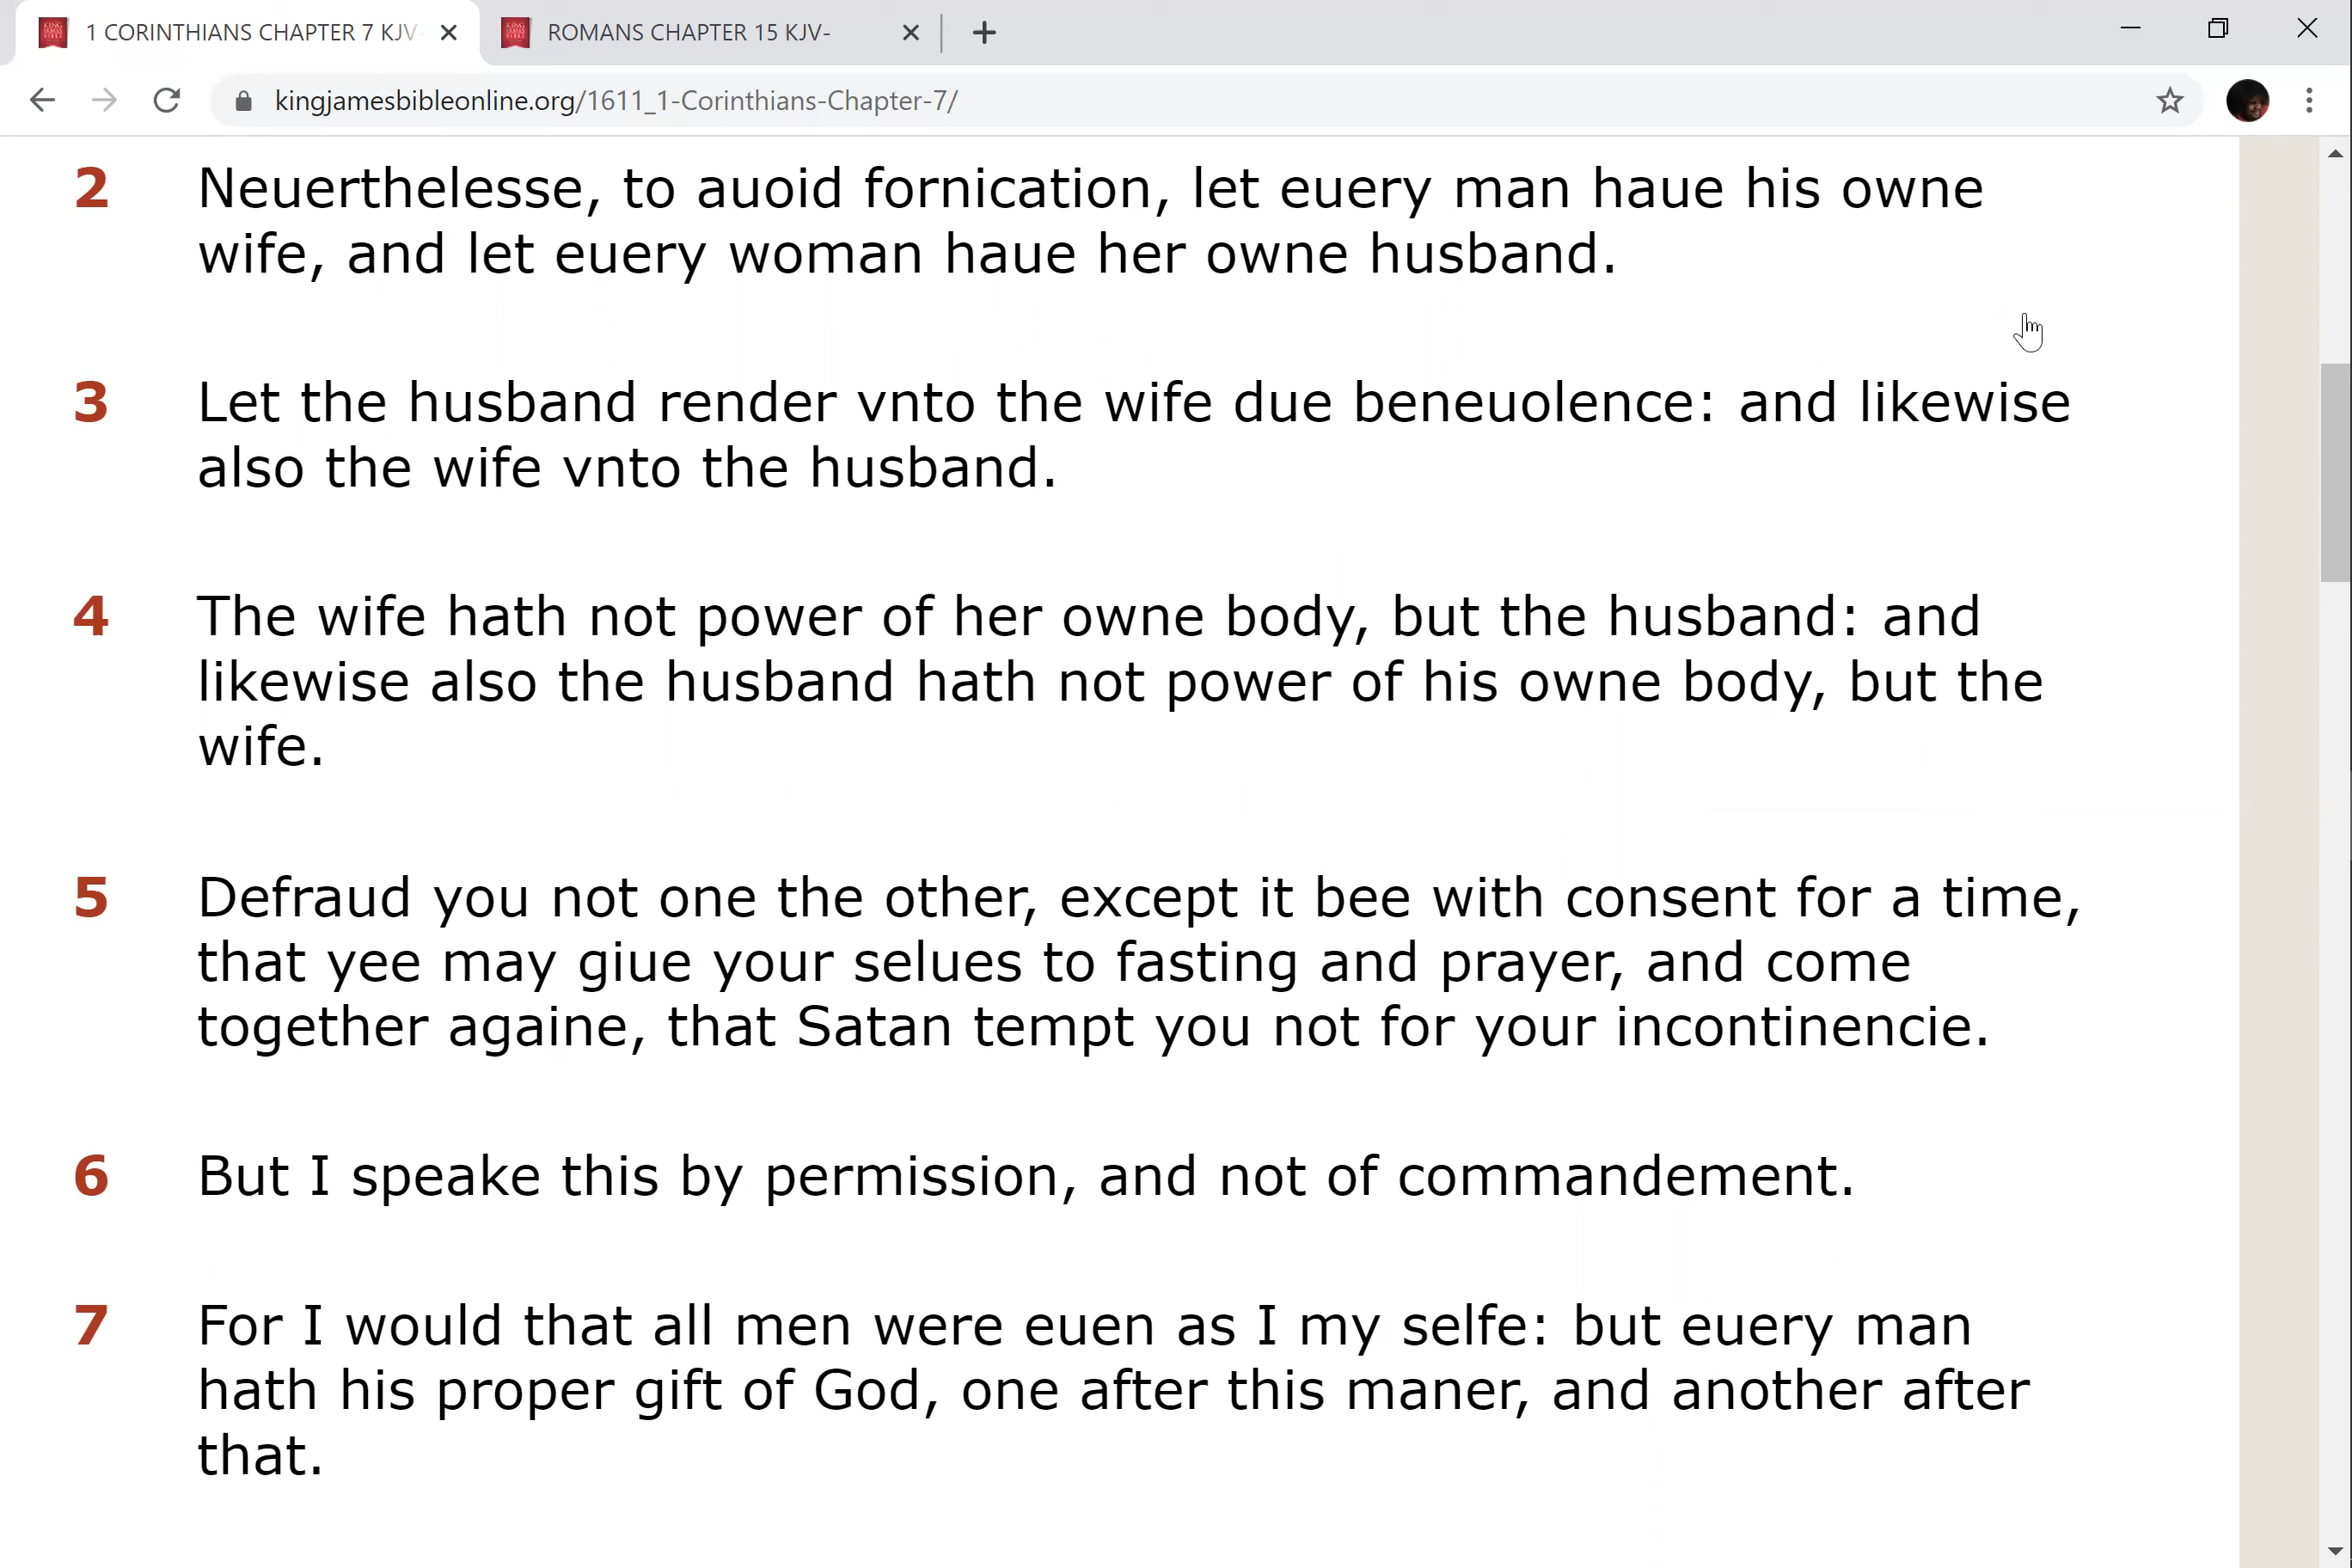 1 CORINTHIANS CHAPTER 7 KJV
ROMANS CHAPTER 15 KJV-
kingjamesbibleonline.org/1611_1-Corinthians-Chapter-7/
2 Neuerthelesse, to auoid fornication, let euery man haue his owne
wife, and let euery woman haue her owne husband.
3 Let the husband render vnto the wife due beneuolence: and likewise
also the wife vnto the husband.
4 The wife hath not power of her owne body, but the husband: and
likewise also the husband hath not power of his owne body, but the
wife.
5 Defraud you not one the other, except it bee with consent for a time,
that yee may giue your selues to fasting and prayer, and come
together againe, that Satan tempt you not for your incontinencie.
6 But I speake this by permission, and not of commandement.
7 For I would that all men were euen as I my selfe: but euery man
hath his proper gift of God, one after this maner, and another after
that.